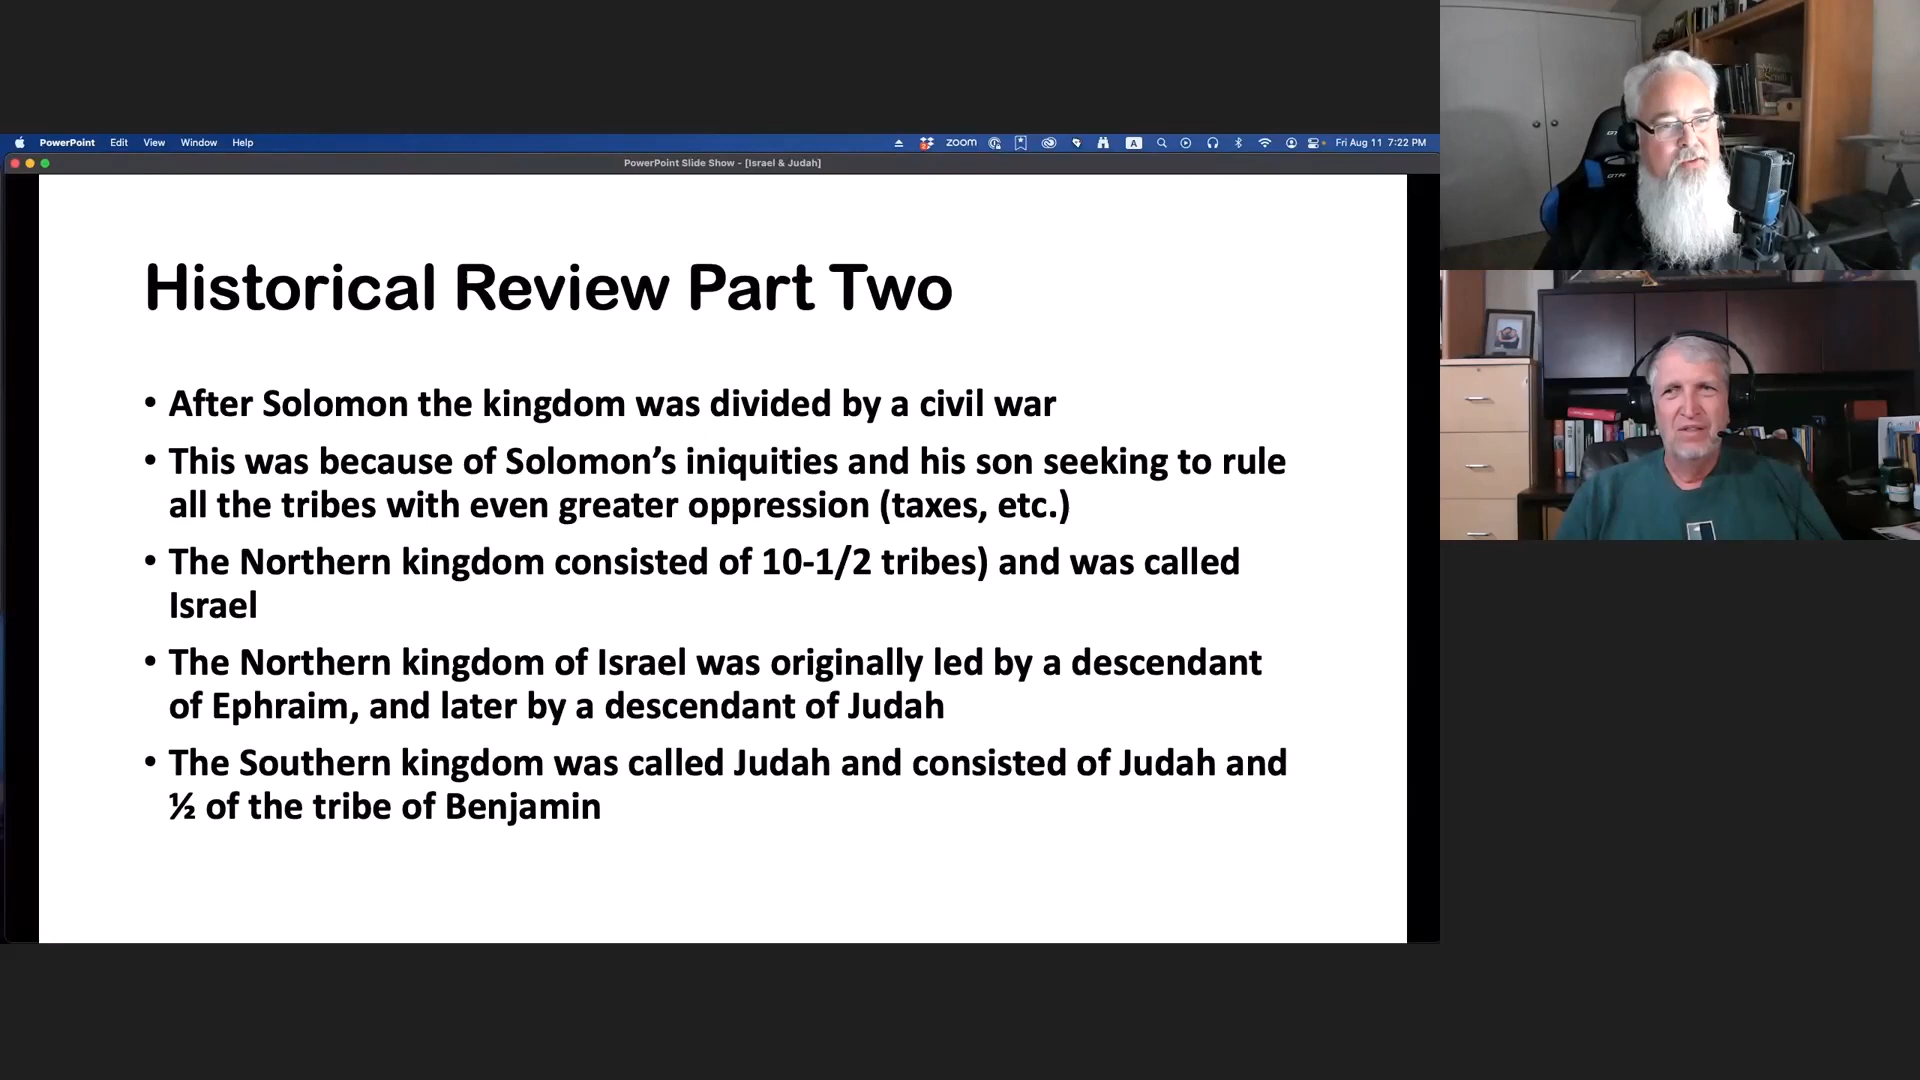 PowerPoint Edit View Window Help zoom A Fri Aug 11 7:22 PM
PowerPoint Slide Show - [Israel & Judah]
Historical Review Part Two
• After Solomon the kingdom was divided by a civil war
• This was because of Solomon’s iniquities and his son seeking to rule
all the tribes with even greater oppression (taxes, etc.)
• The Northern kingdom consisted of 10-1/2 tribes) and was called
Israel
• The Northern kingdom of Israel was originally led by a descendant
of Ephraim, and later by a descendant of Judah
• The Southern kingdom was called Judah and consisted of Judah and
½ of the tribe of Benjamin
GTR